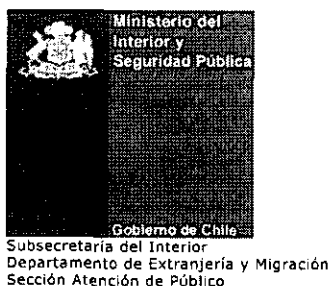 Ministerio del
Interior y
Seguridad Pública
Gobierno de Chile
Subsecretaría del Interior
Departamento de Extranjería y Migración
Sección Atención de Público